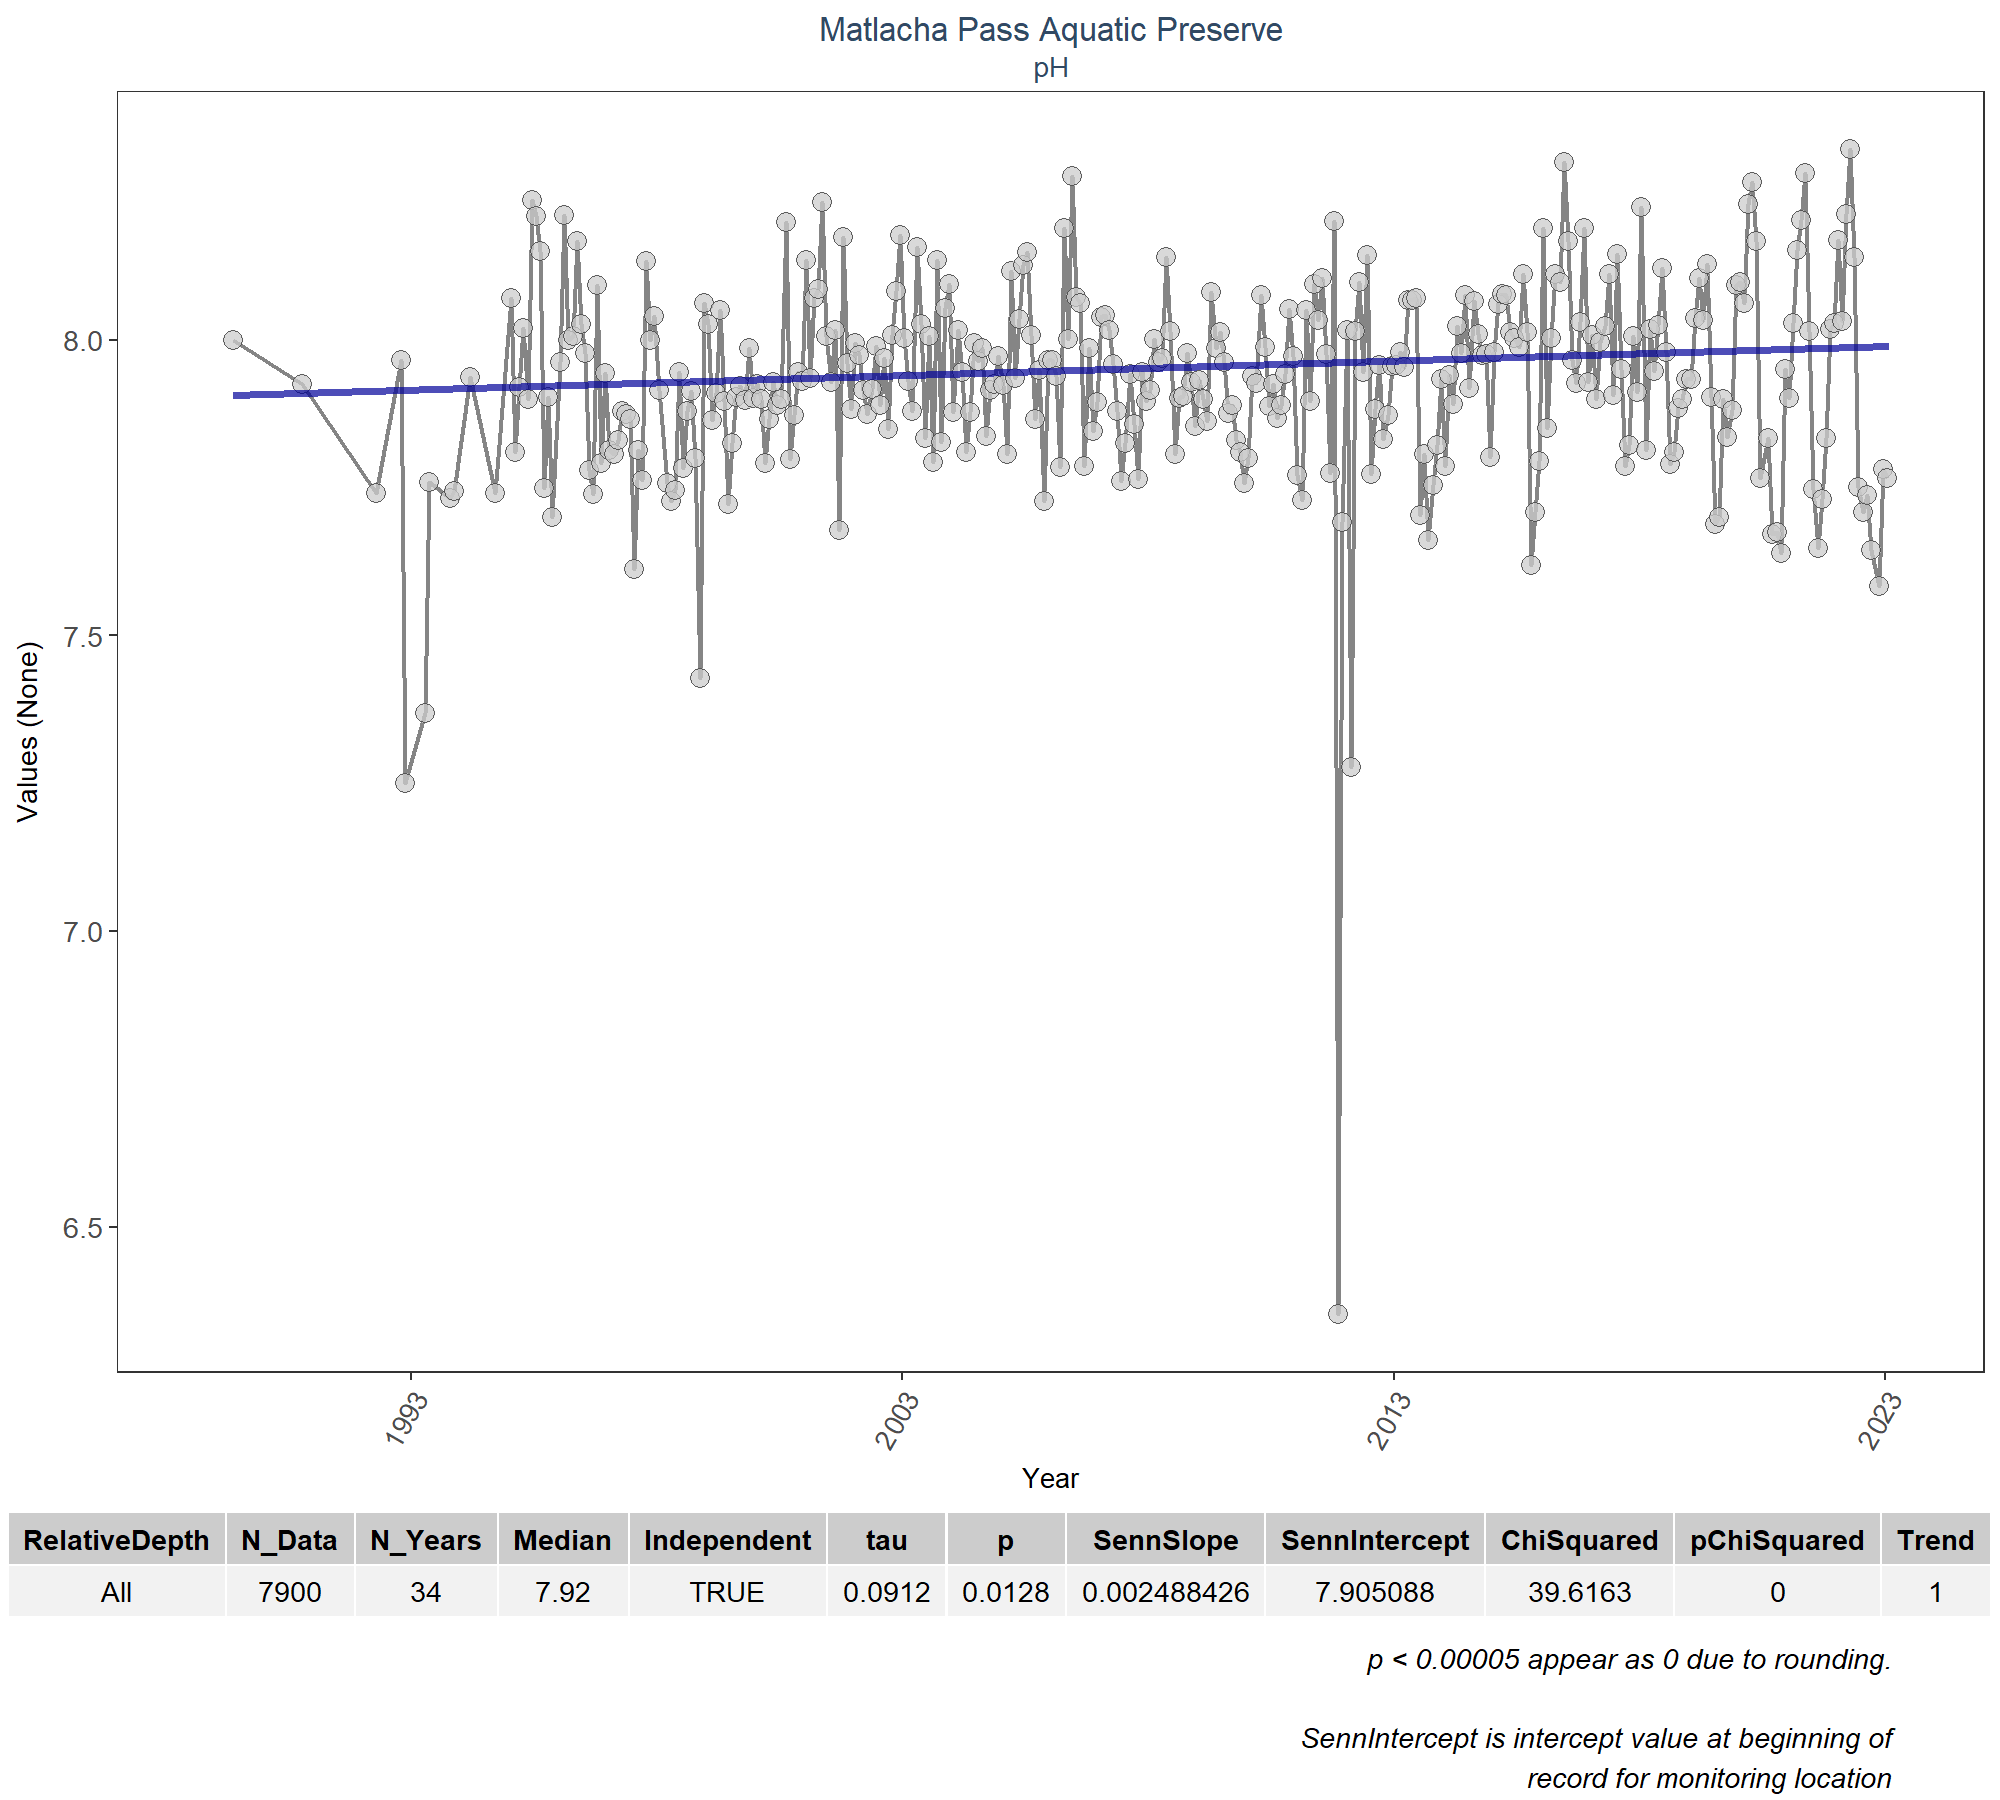 Matlacha Pass Aquatic Preserve
pH
Values (None)
8.0
7.5
7.0
6.5
1993 2003 2013 2023
Year
RelativeDepth N_Data N_Years Median Independent tau p SennSlope SennIntercept ChiSquared pChiSquared Trend
All 7900 34 7.92 TRUE 0.0912 0.0128 0.002488426 7.905088 39.6163 0 1
p < 0.00005 appear as 0 due to rounding.
SennIntercept is intercept value at beginning of
record for monitoring location